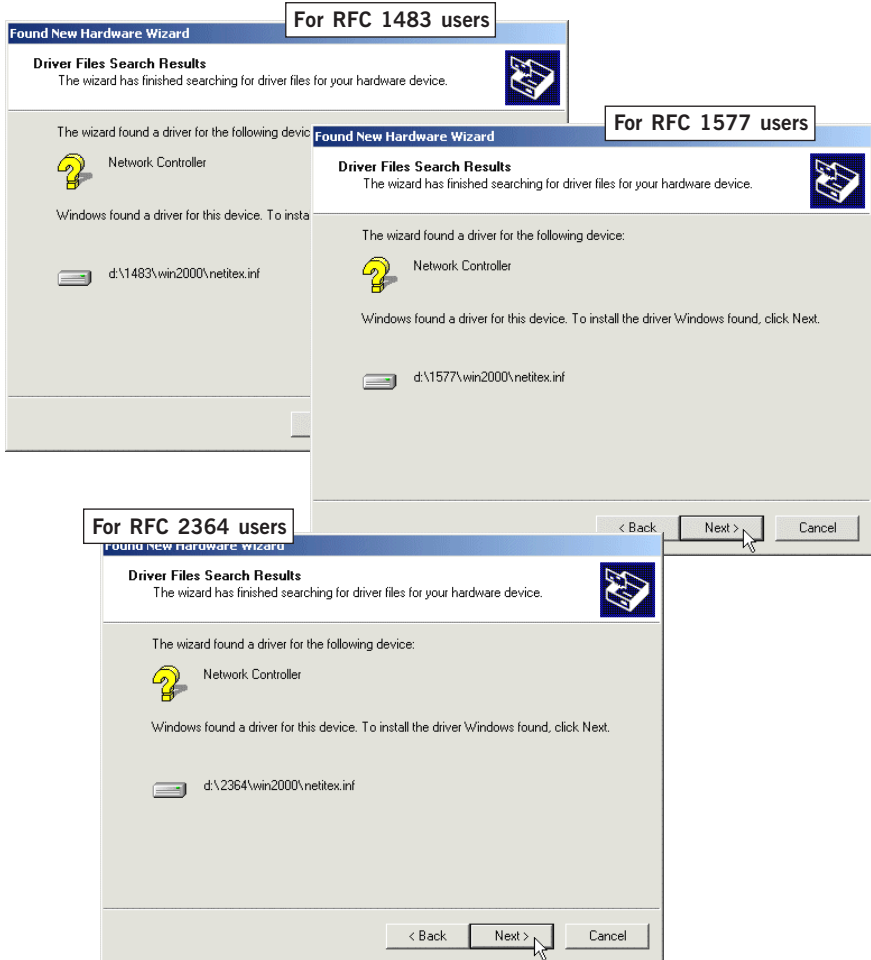 For RFC 1483 users
Found New Hardware Wizard
Driver Files Search Results
The wizard has finished searching for driver files for your hardware device.
The wizard found a driver for the following devic
Network Controller
Windows found a driver for this device. To insta
d:\1483\win2000\netitex.inf
For RFC 1577 users
Found New Hardware Wizard
Driver Files Search Results
The wizard has finished searching for driver files for your hardware device.
The wizard found a driver for the following device:
Network Controller
Windows found a driver for this device. To install the driver Windows found, click Next.
d:\1577\win2000\netitex.inf
< Back Next > Cancel
For RFC 2364 users
Found New Hardware Wizard
Driver Files Search Results
The wizard has finished searching for driver files for your hardware device.
The wizard found a driver for the following device:
Network Controller
Windows found a driver for this device. To install the driver Windows found, click Next.
d:\2364\win2000\netitex.inf
< Back Next > Cancel